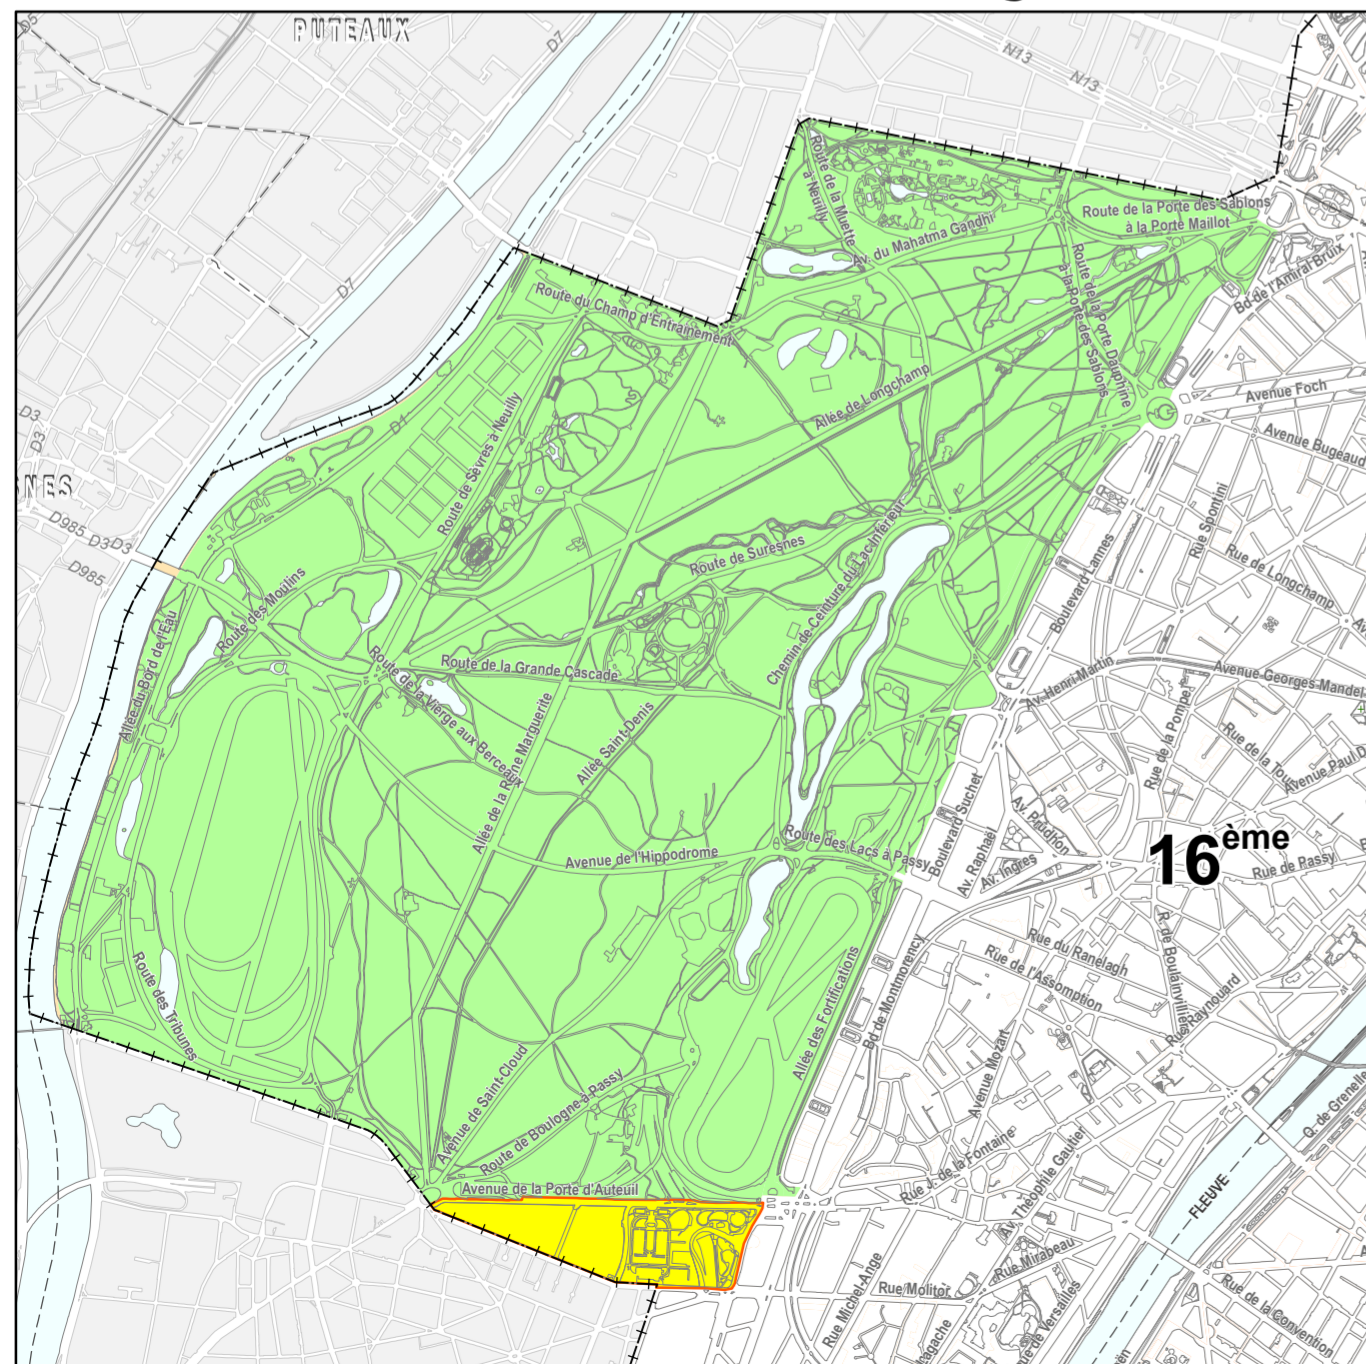 PUTEAUX
D5
D7
N13
N13
Route de la Muette
à Neuilly
Route de la Porte des Sablons
à la Porte Maillot
Av. du Mahatma Gandhi
Bd de l'Amiral Bruix
D7
Route du Champ d'Entrainement
Route de la Porte Dauphine
à la Porte des Sablons
Allée de Longchamp
Avenue Foch
Avenue Bugeaud
D3
D3
D1
NES
Route de Sèvres à Neuilly
Rue Spontini
D985
D3
D3
D985
Route de Suresnes
Chemin de Ceinture du Lac Inférieur
Boulevard Lannes
Rue de Longchamp
Route des Moulins
Allée du Bord de l'Eau
Route de la Grande Cascade
Route de la Vierge aux Berceaux
Av. Henri Martin
Avenue Georges Mandel
Allée de la Reine Marguerite
Allée Saint-Denis
Rue de la Pompe
Rue de la Tour
Avenue Paul D
Boulevard Suchet
Av. Prudhon
Av. Raphaël
Av. Ingres
16ème
Rue de Passy
Avenue de l'Hippodrome
Route des Lacs à Passy
Route des Tribunes
Allée des Fortifications
Bd de Montmorency
Rue du Ranelagh
Rue de l'Assomption
R. de Boulainvilliers
Rue Raynouard
Avenue Mozart
Q. de Grenelle
Avenue de Saint-Cloud
Route de Boulogne à Passy
Rue J. de la Fontaine
Av. Théophile Gautier
Avenue de la Porte d'Auteuil
FLEUVE
Rue Mirabeau
Rue Michel-Ange
Rue Molitor
Rue de la Convention